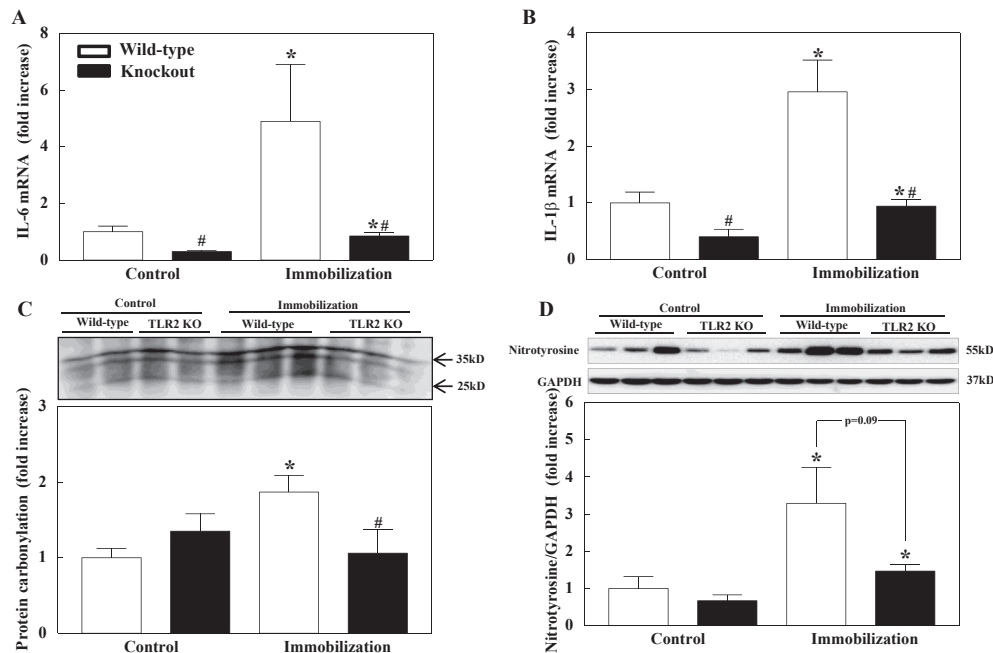 A
IL-6 mRNA (fold increase)
8
6
4
2
0
Wild-type
Knockout
*
#
*#
Control Immobilization
B
IL-1β mRNA (fold increase)
4
3
2
1
0
*
#
*#
Control Immobilization
C
Control Immobilization
Wild-type TLR2 KO Wild-type TLR2 KO
35kD
25kD
Protein carbonylation (fold increase)
3
2
1
0
*
#
Control Immobilization
D
Control Immobilization
Wild-type TLR2 KO Wild-type TLR2 KO
Nitrotyrosine 55kD
GAPDH 37kD
Nitrotyrosine/GAPDH (fold increase)
6
5
4
3
2
1
0
p=0.09
*
*
Control Immobilization